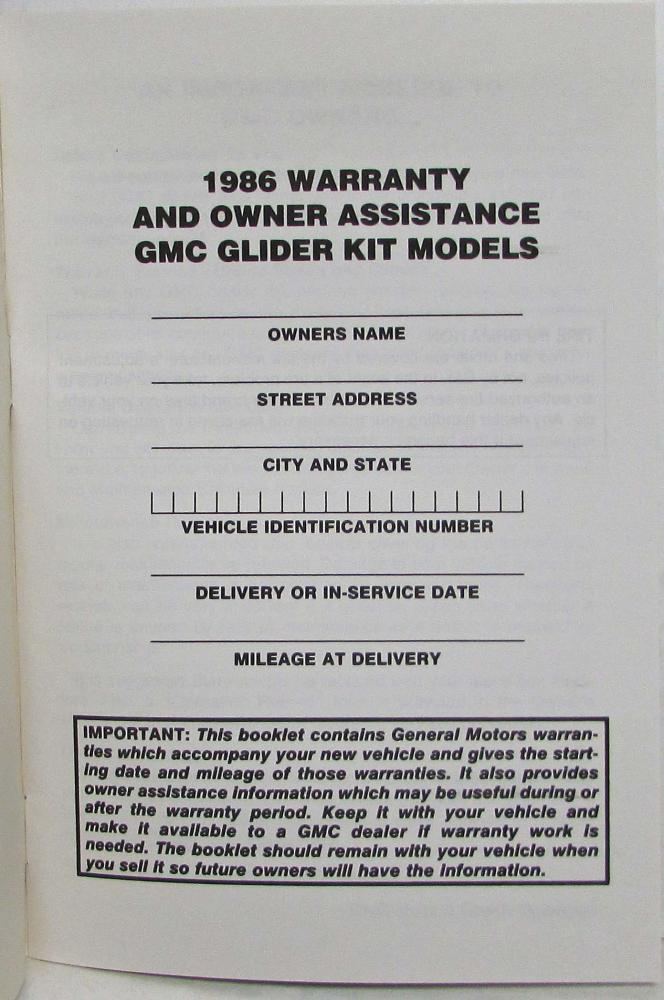 1986 WARRANTY
AND OWNER ASSISTANCE
GMC GLIDER KIT MODELS
OWNERS NAME
STREET ADDRESS
CITY AND STATE
VEHICLE IDENTIFICATION NUMBER
DELIVERY OR IN-SERVICE DATE
MILEAGE AT DELIVERY
IMPORTANT: This booklet contains General Motors warran-
ties which accompany your new vehicle and gives the start-
ing date and mileage of those warranties. It also provides
owner assistance information which may be useful during or
after the warranty period. Keep it with your vehicle and
make it available to a GMC dealer if warranty work is
needed. The booklet should remain with your vehicle when
you sell it so future owners will have the information.